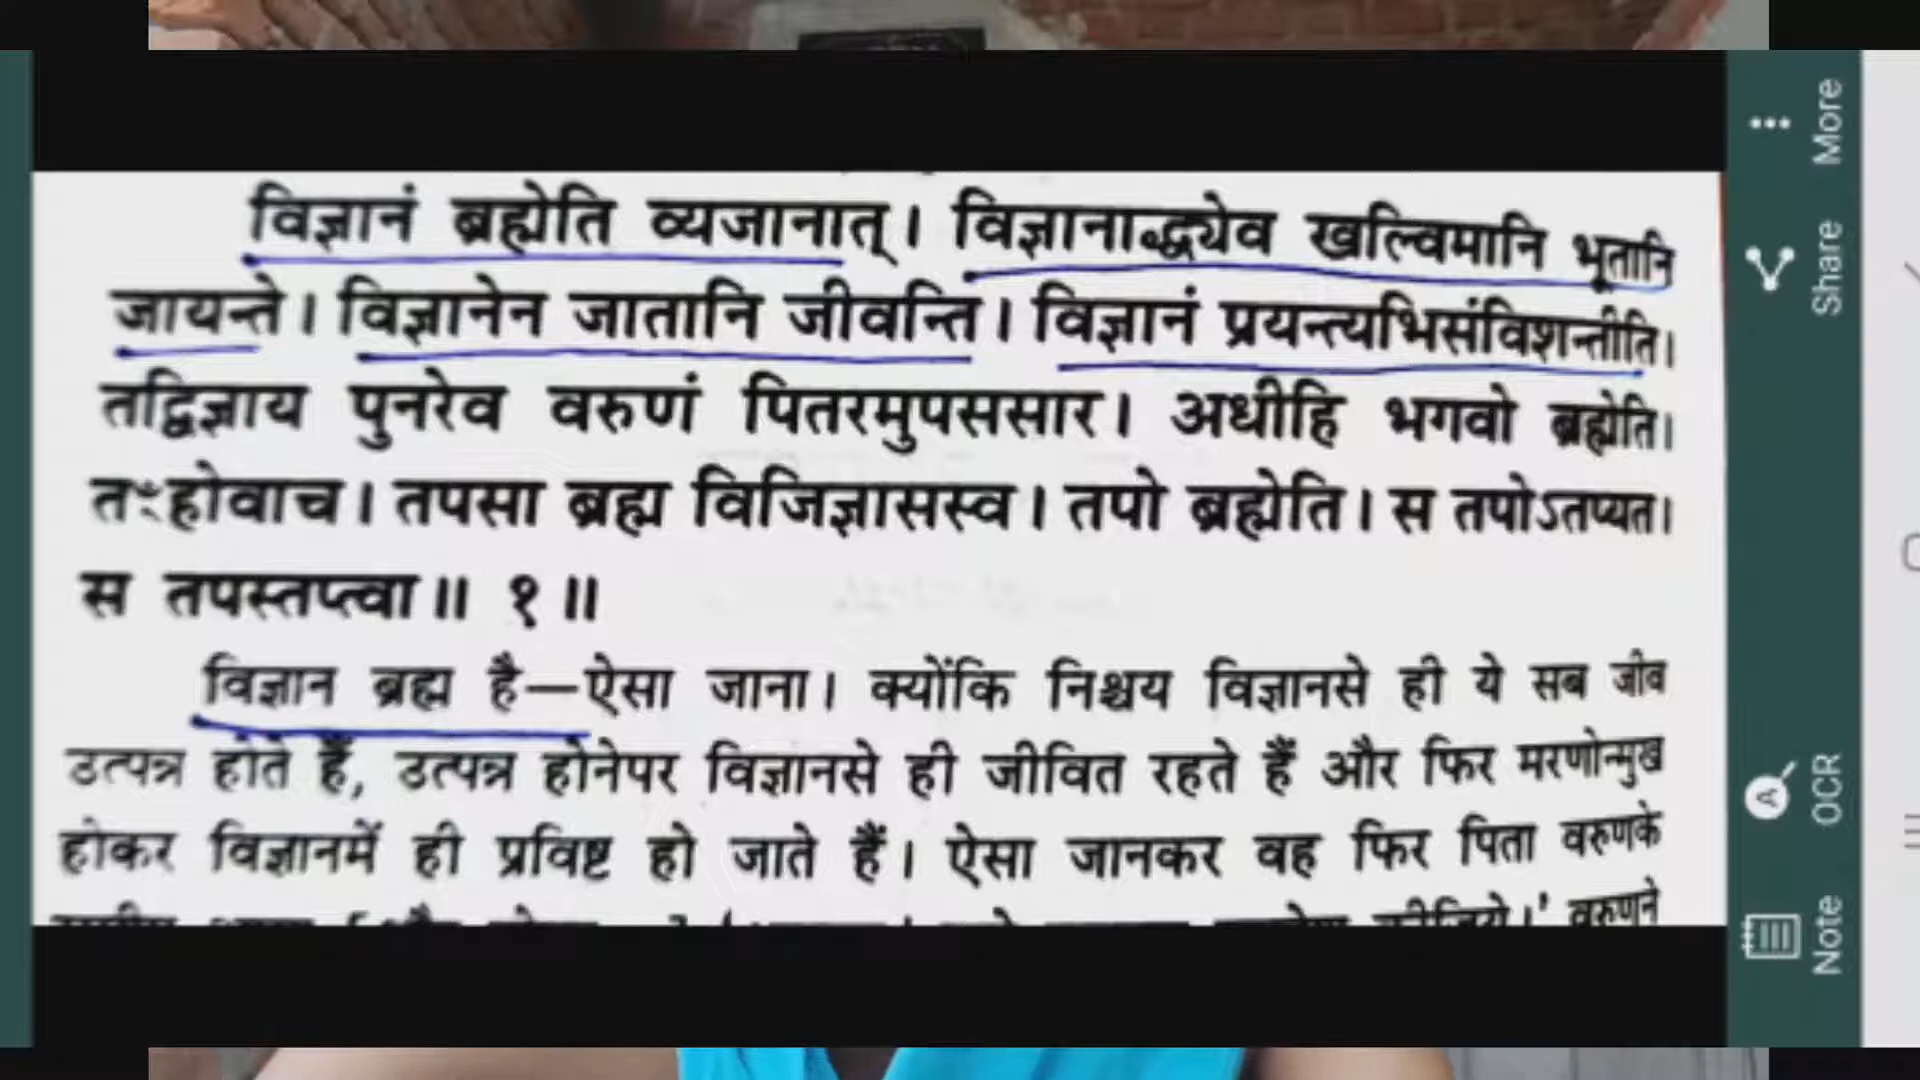 विज्ञानं ब्रह्मेति व्यजानात्। विज्ञानाद्ध्येव खल्विमानि भूतानि
जायन्ते। विज्ञानेन जातानि जीवन्ति। विज्ञानं प्रयन्त्यभिसंविशन्तीति।
तद्विज्ञाय पुनरेव वरुणं पितरमुपससार। अधीहि भगवो ब्रह्मेति।
तꣳहोवाच। तपसा ब्रह्म विजिज्ञासस्व। तपो ब्रह्मेति। स तपोऽतप्यत।
स तपस्तप्त्वा॥ १॥
विज्ञान ब्रह्म है—ऐसा जाना। क्योंकि निश्चय विज्ञानसे ही ये सब जीव
उत्पन्न होते हैं, उत्पन्न होनेपर विज्ञानसे ही जीवित रहते हैं और फिर मरणोन्मुख
होकर विज्ञानमें ही प्रविष्ट हो जाते हैं। ऐसा जानकर वह फिर पिता वरुणके
कीजिये।' वरुणने
More
Share
OCR
Note